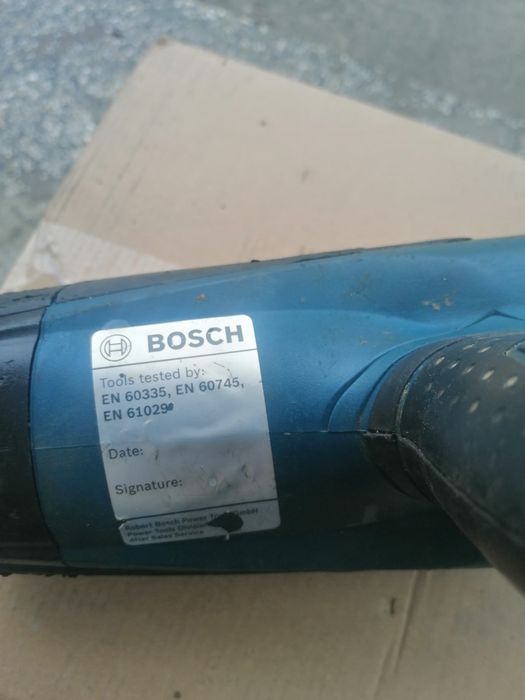 BOSCH
Tools tested by:
EN 60335, EN 60745,
EN 61029
Date:
Signature:
Robert Bosch Power GmbH
Power Tools Division
After Sales Service